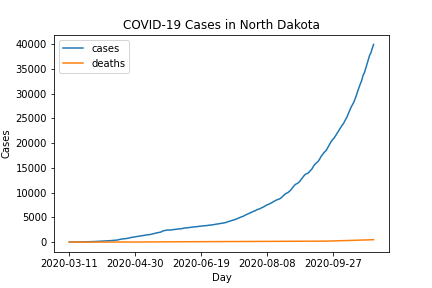 COVID-19 Cases in North Dakota
cases
deaths
40000
35000
30000
25000
20000
15000
10000
5000
0
Cases
2020-03-11 2020-04-30 2020-06-19 2020-08-08 2020-09-27
Day